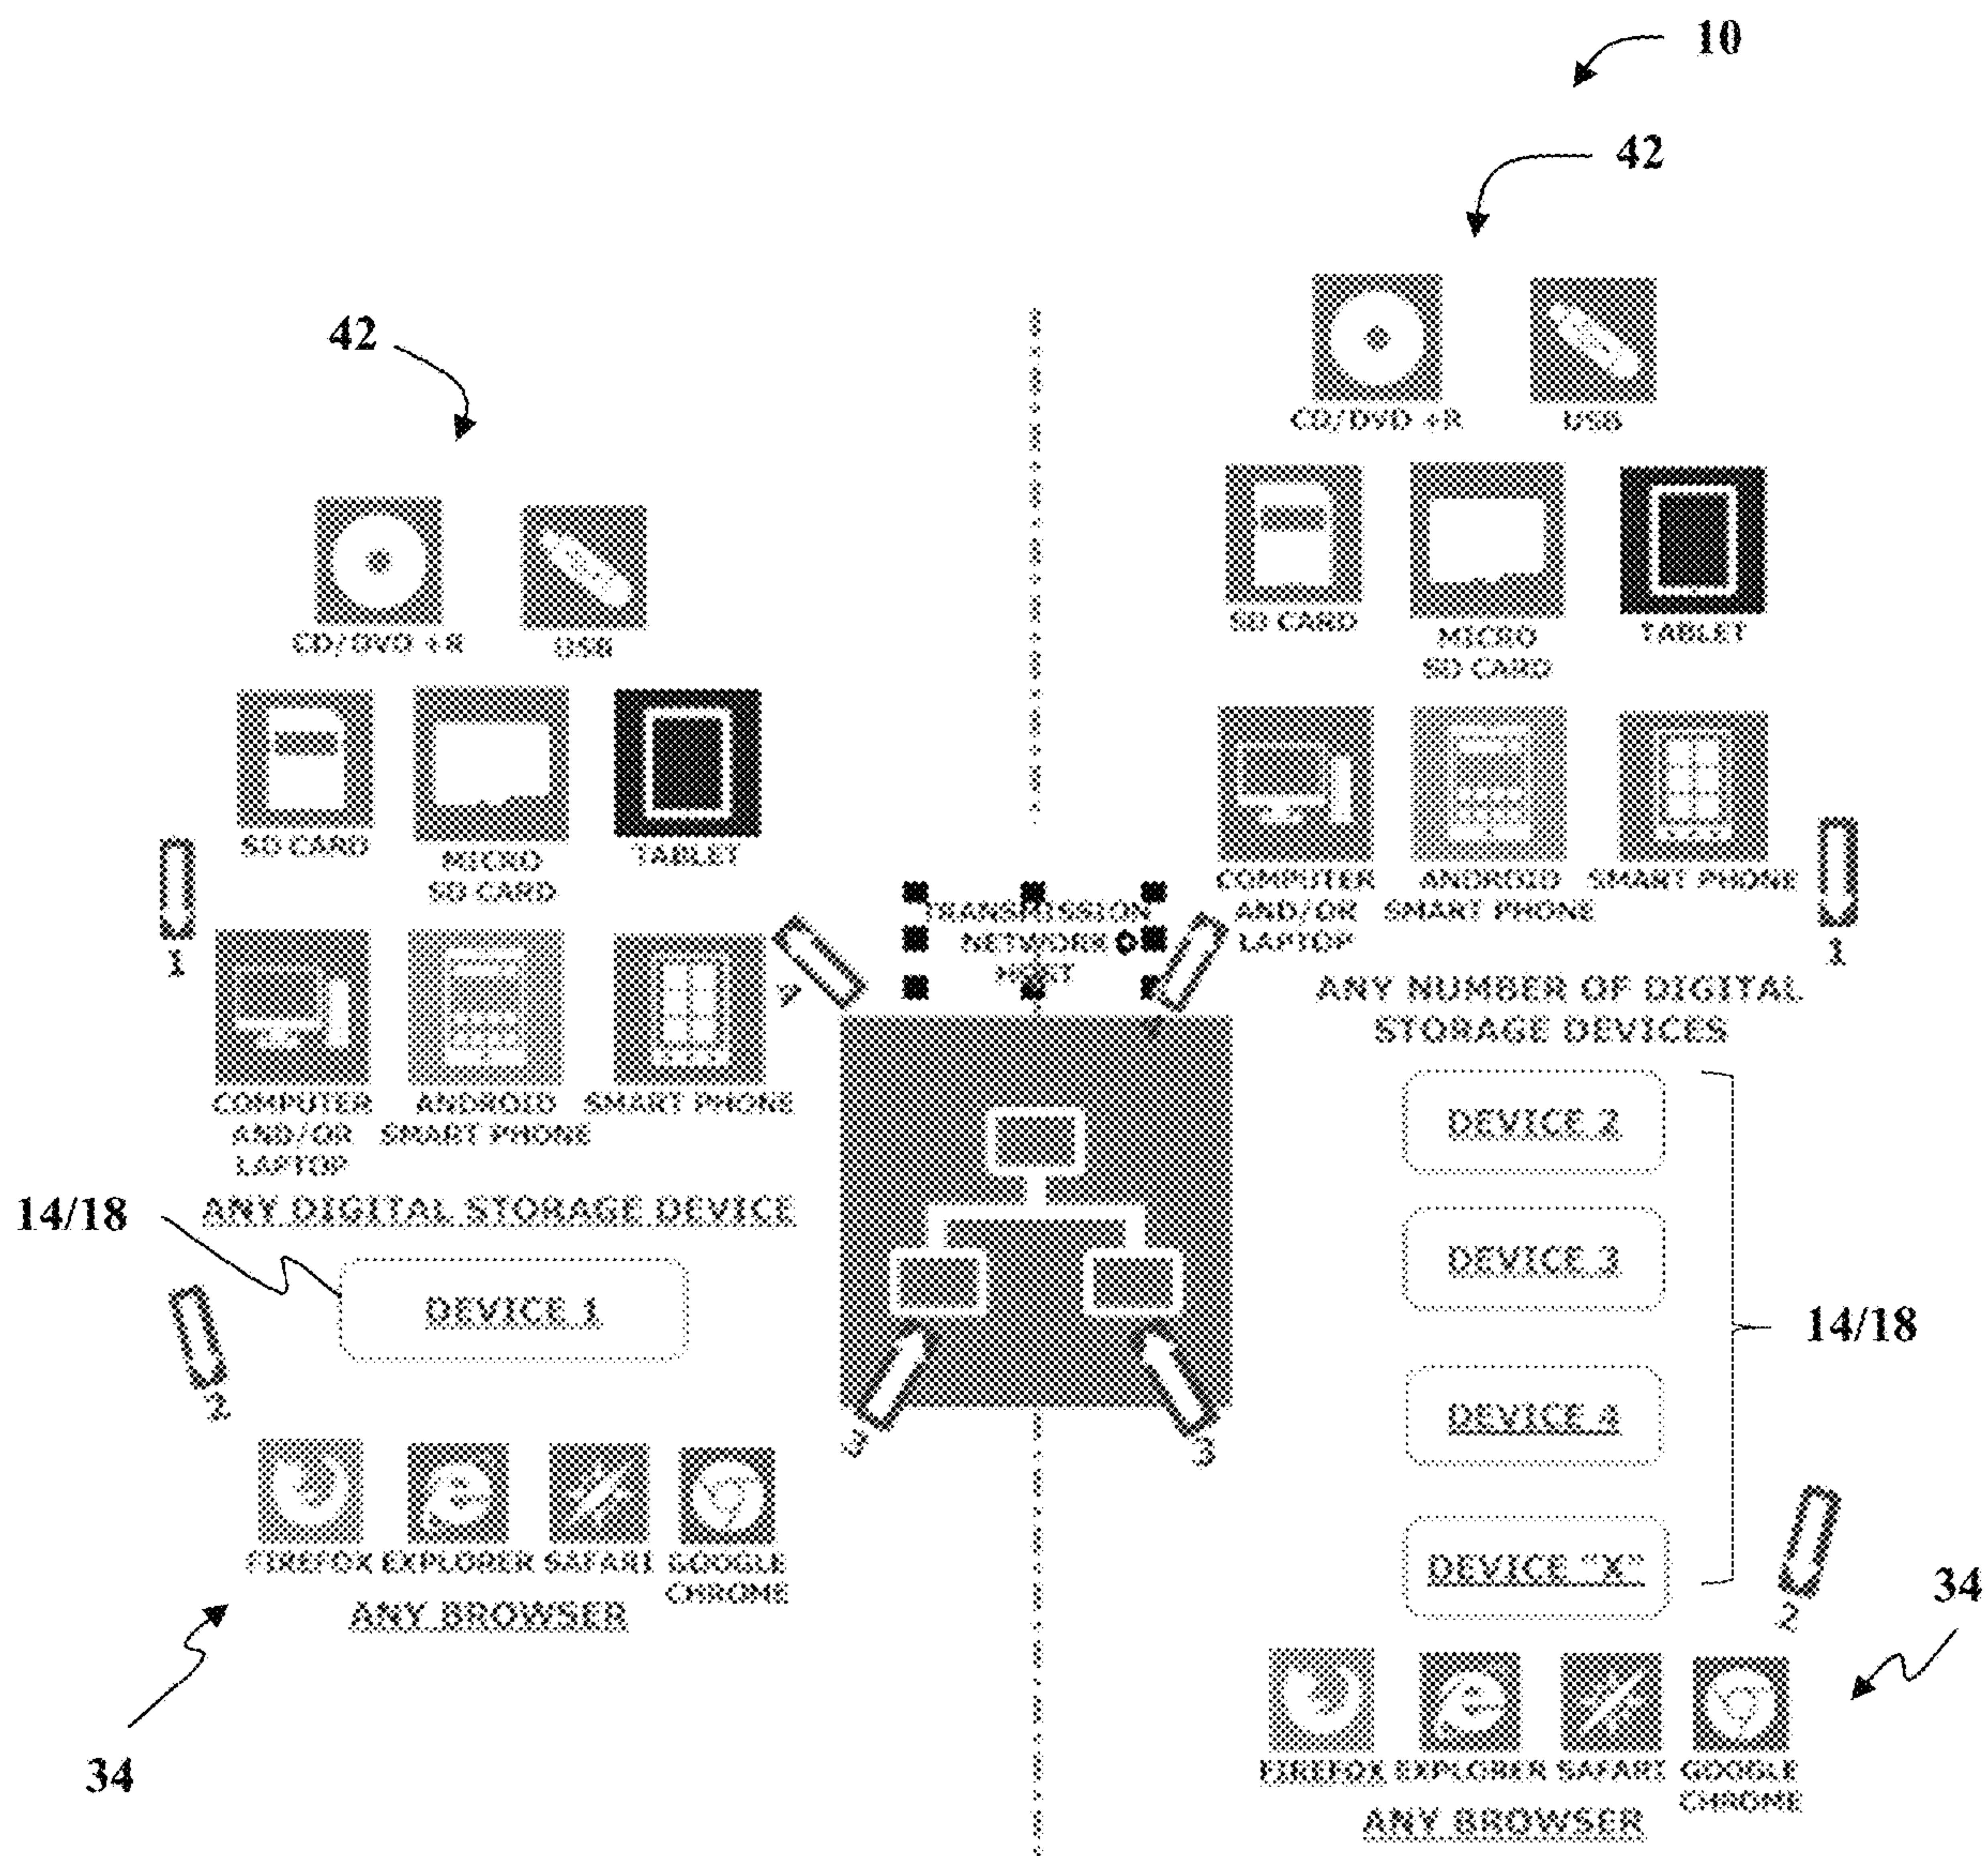 10
42
42
CD/DVD +R
USB
SD CARD
MICRO
SD CARD
TABLET
COMPUTER
AND/OR
LAPTOP
ANDROID
SMART PHONE
SMART PHONE
1
ANY DIGITAL STORAGE DEVICE
14/18
DEVICE 1
2
FIREFOX
EXPLORER
SAFARI
GOOGLE
CHROME
ANY BROWSER
34
TRANSMISSION
NETWORK
HOST
3
3
CD/DVD +R
USB
SD CARD
MICRO
SD CARD
TABLET
COMPUTER
AND/OR
LAPTOP
ANDROID
SMART PHONE
SMART PHONE
1
ANY NUMBER OF DIGITAL
STORAGE DEVICES
DEVICE 2
DEVICE 3
DEVICE 4
DEVICE "X"
14/18
2
34
FIREFOX
EXPLORER
SAFARI
GOOGLE
CHROME
ANY BROWSER